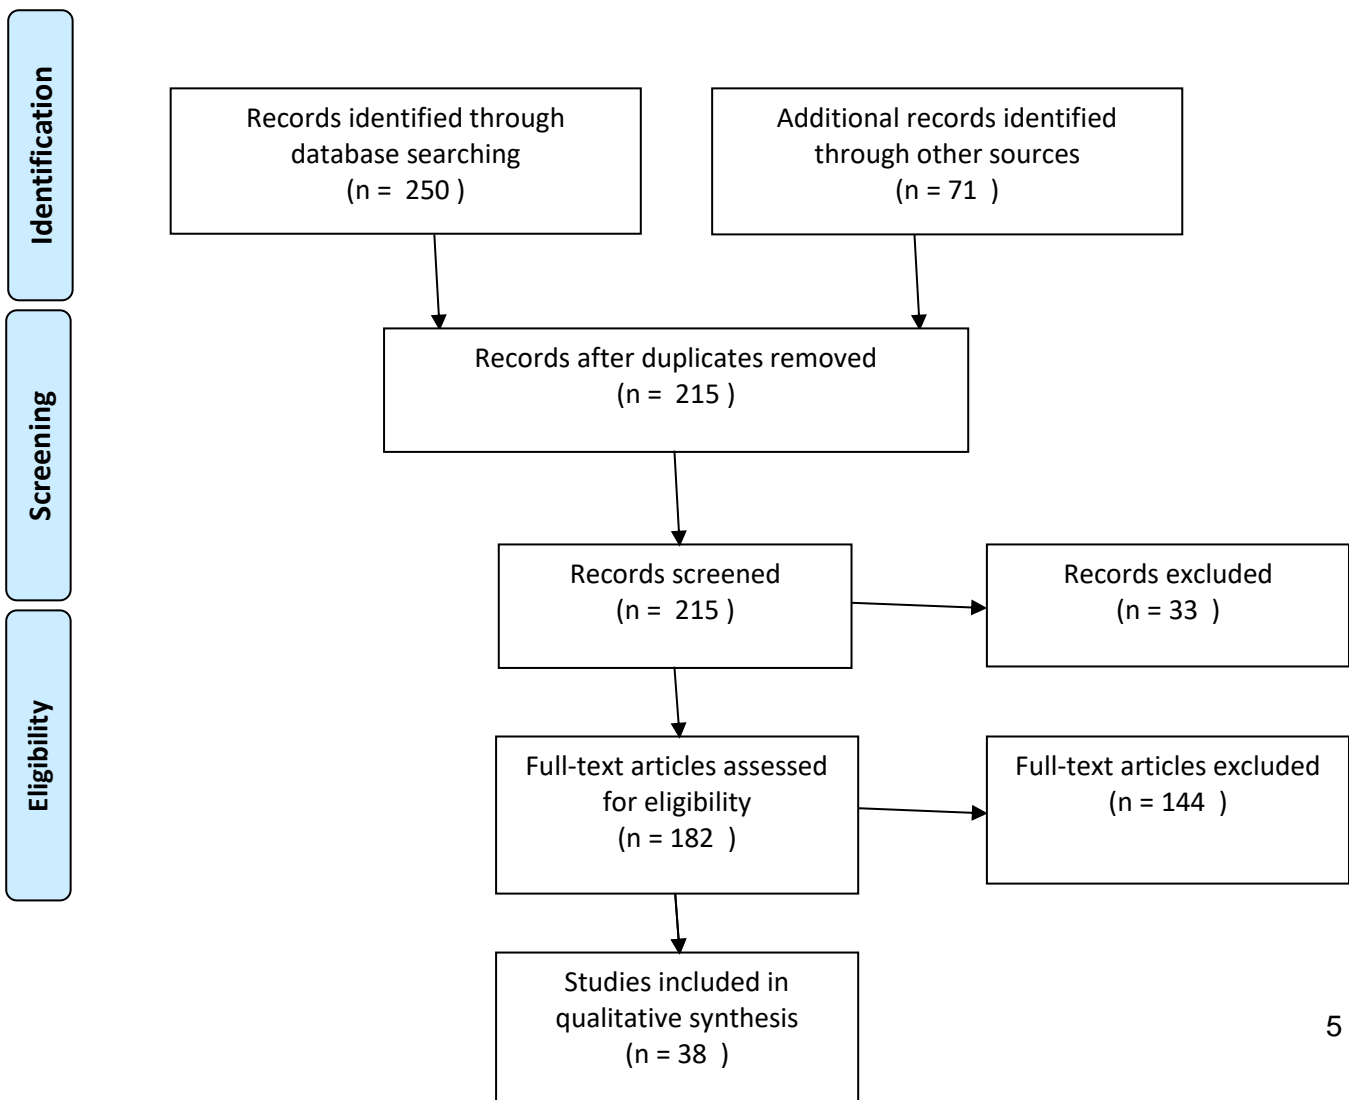 Identification
Records identified through
database searching
(n =  250 )
Additional records identified
through other sources
(n = 71  )
Records after duplicates removed
(n =  215 )
Screening
Records screened
(n =  215 )
Records excluded
(n = 33  )
Eligibility
Full-text articles assessed
for eligibility
(n = 182  )
Full-text articles excluded
(n = 144  )
Studies included in
qualitative synthesis
(n = 38  )
5